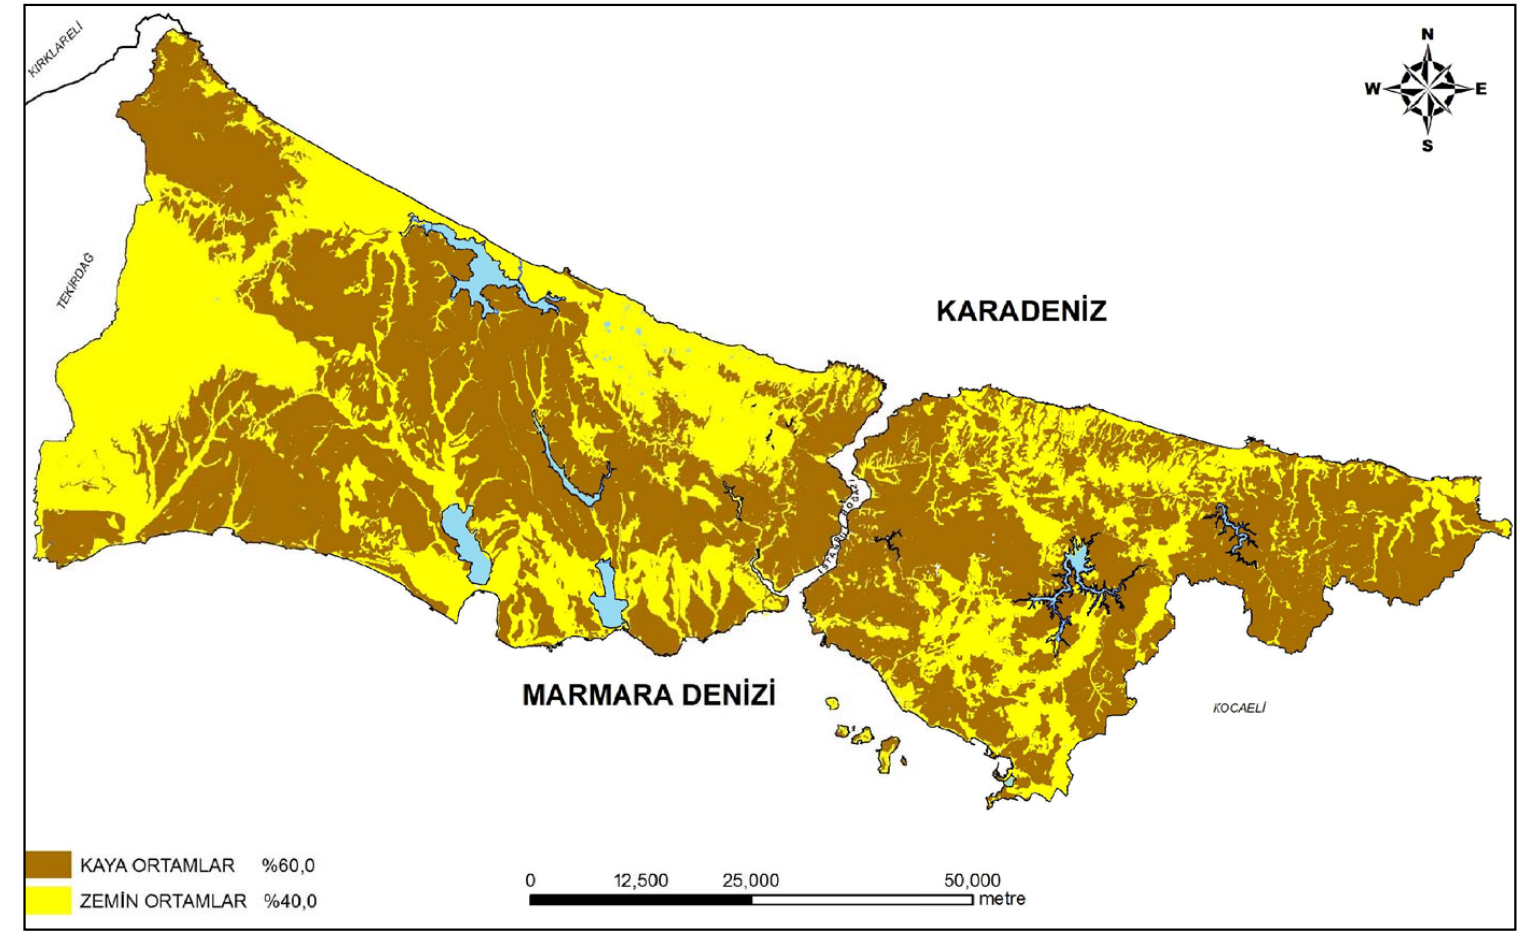 KIRKLARELİ
N
W E
S
TEKİRDAĞ
KARADENİZ
İSTANBUL BOĞAZI
MARMARA DENİZİ
KOCAELİ
KAYA ORTAMLAR %60,0
ZEMİN ORTAMLAR %40,0
0 12,500 25,000 50,000
metre